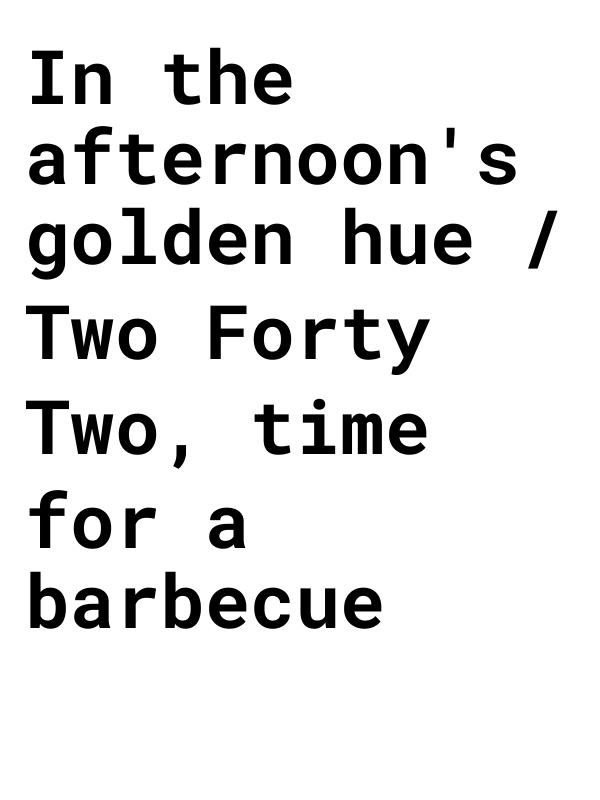 In the
afternoon's
golden hue /
Two Forty
Two, time
for a
barbecue